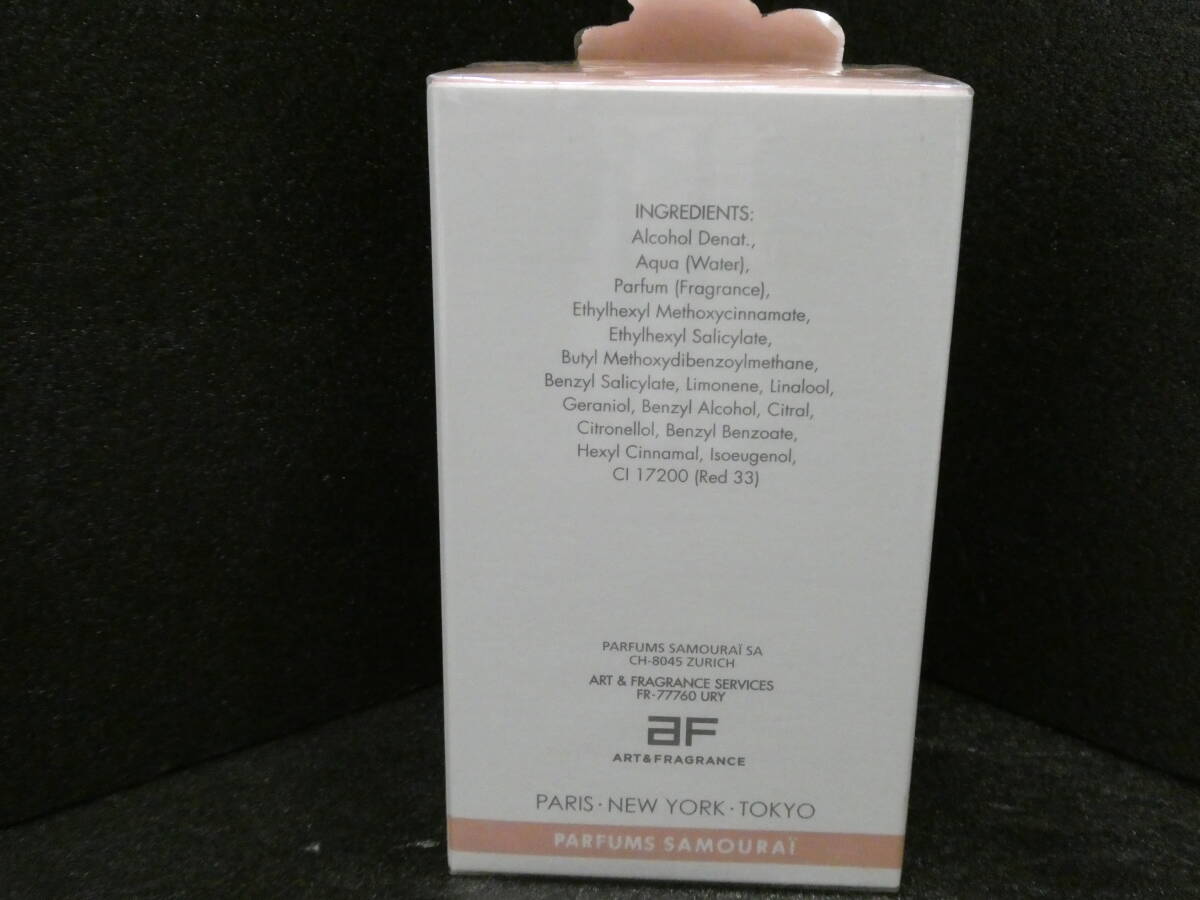 INGREDIENTS:
Alcohol Denat.,
Aqua (Water),
Parfum (Fragrance),
Ethylhexyl Methoxycinnamate,
Ethylhexyl Salicylate,
Butyl Methoxydibenzoylmethane,
Benzyl Salicylate, Limonene, Linalool,
Geraniol, Benzyl Alcohol, Citral,
Citronellol, Benzyl Benzoate,
Hexyl Cinnamal, Isoeugenol,
CI 17200 (Red 33)
PARFUMS SAMOURAÏ SA
CH-8045 ZURICH
ART & FRAGRANCE SERVICES
FR-77760 URY
aF
ART&FRAGRANCE
PARIS · NEW YORK · TOKYO
PARFUMS SAMOURAÏ